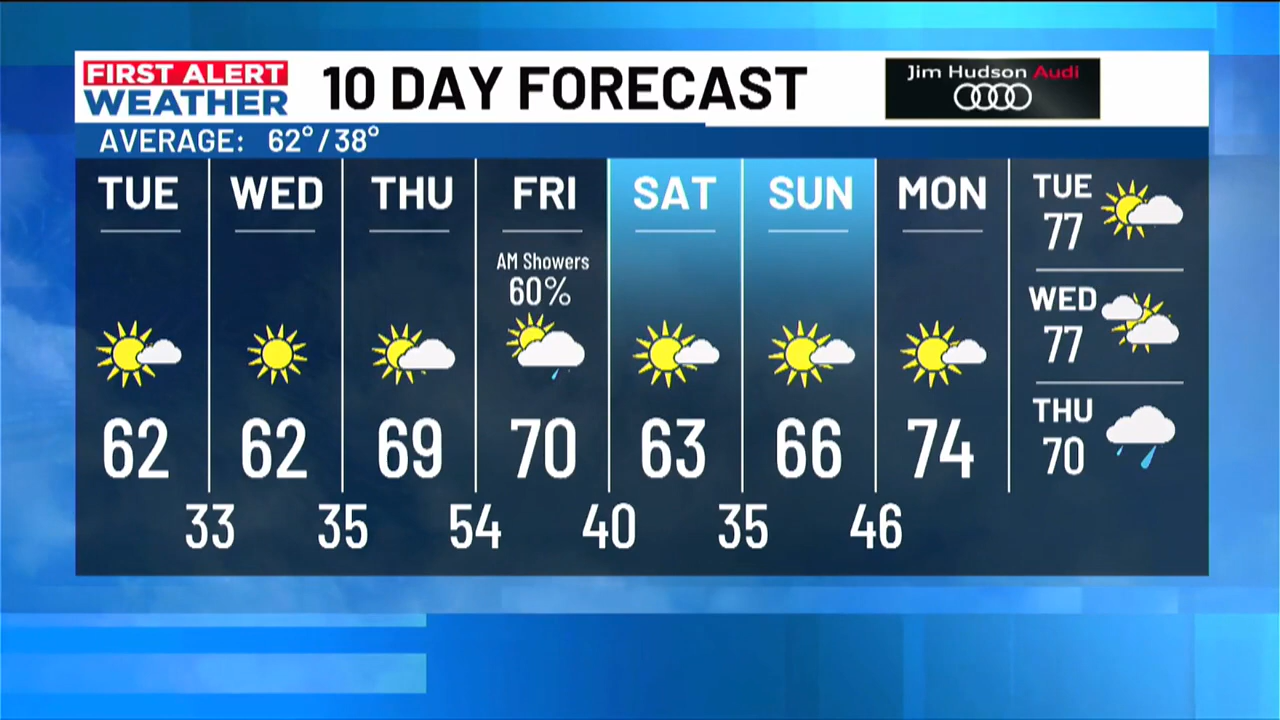 FIRST ALERT
WEATHER
10 DAY FORECAST
Jim Hudson Audi
AVERAGE: 62°/38°
TUE WED THU FRI SAT SUN MON
AM Showers
60%
62 62 69 70 63 66 74
33 35 54 40 35 46
TUE
77
WED
77
THU
70